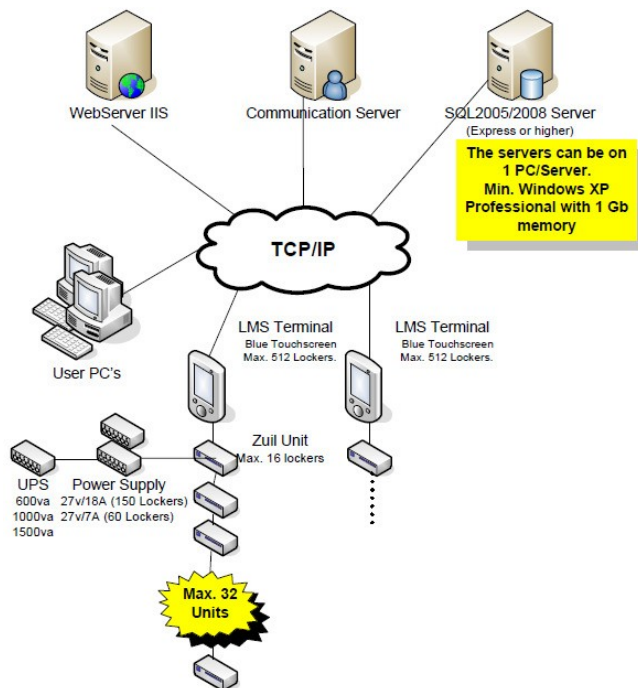 WebServer IIS
Communication Server
SQL2005/2008 Server
(Express or higher)
The servers can be on
1 PC/Server.
Min. Windows XP
Professional with 1 Gb
memory
TCP/IP
User PC's
LMS Terminal
Blue Touchscreen
Max. 512 Lockers.
LMS Terminal
Blue Touchscreen
Max. 512 Lockers.
Zuil Unit
Max. 16 lockers
UPS
600va
1000va
1500va
Power Supply
27v/18A (150 Lockers)
27v/7A (60 Lockers)
Max. 32
Units